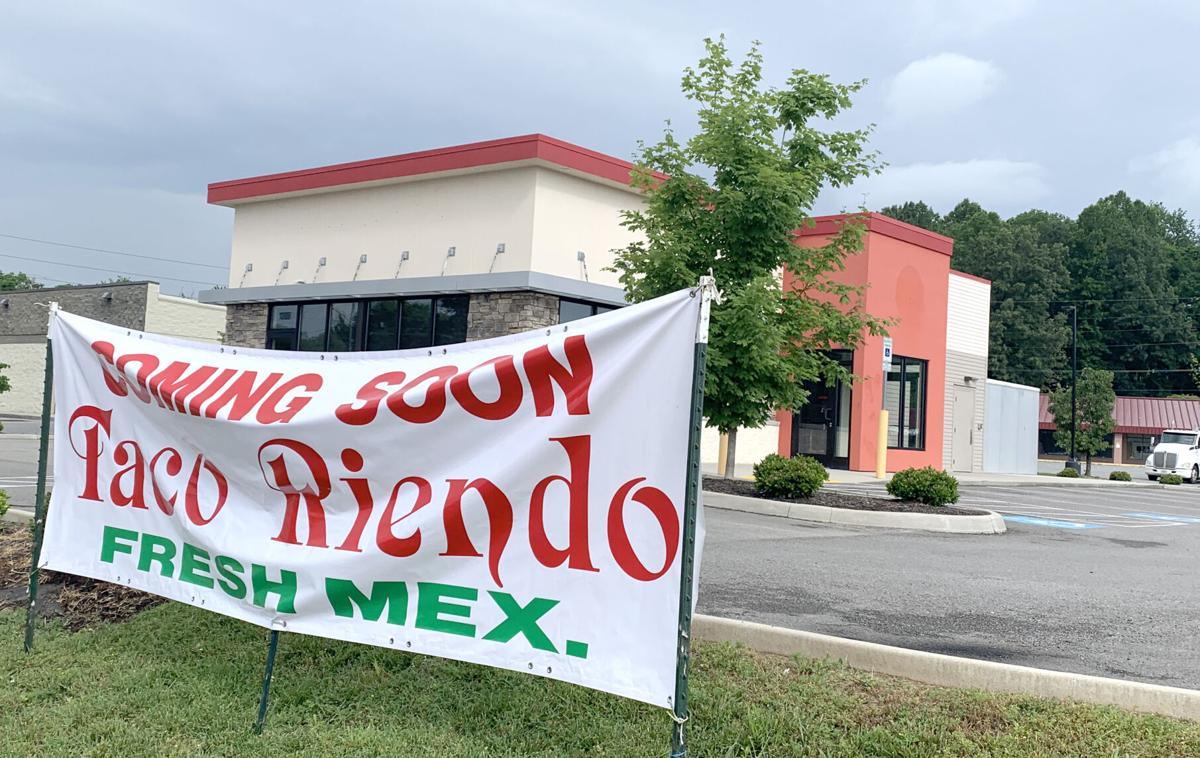 COMING SOON
Taco Riendo
FRESH MEX.